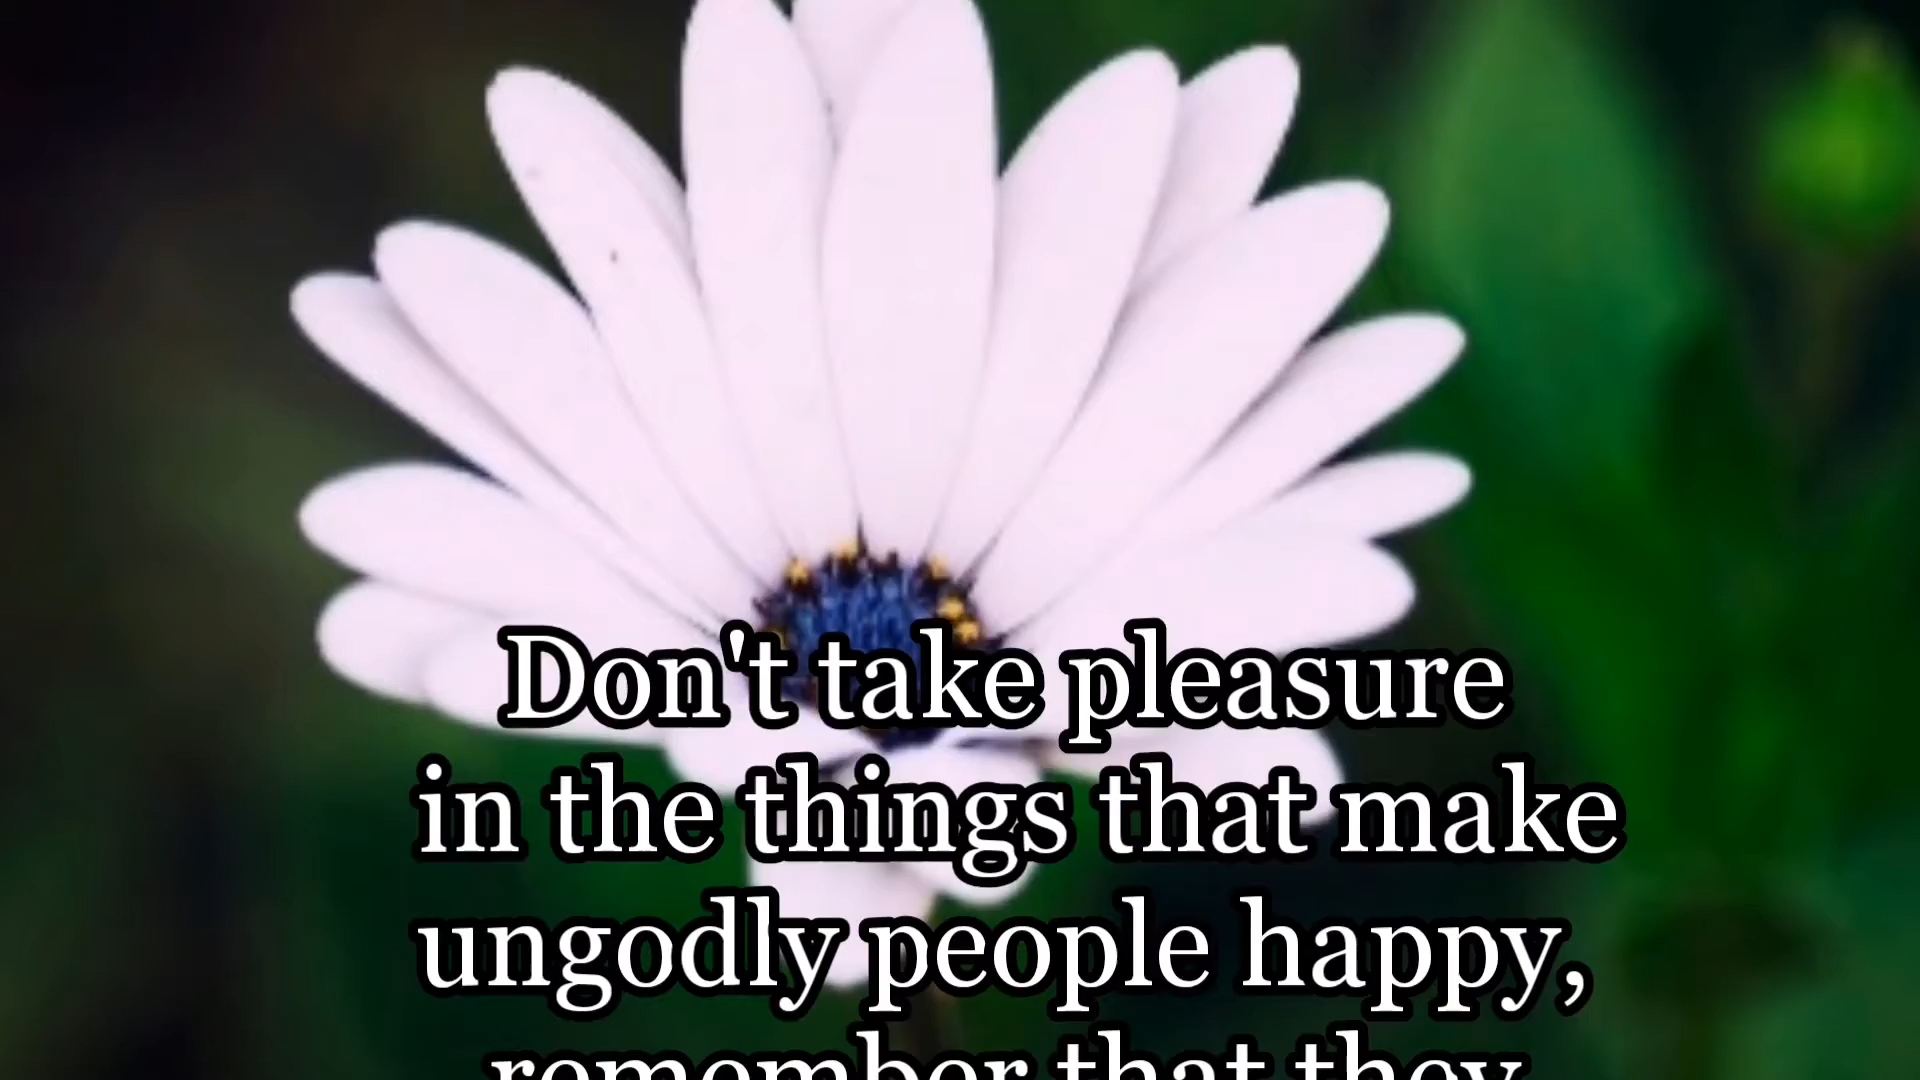 Don't take pleasure
in the things that make
ungodly people happy,
remember that they